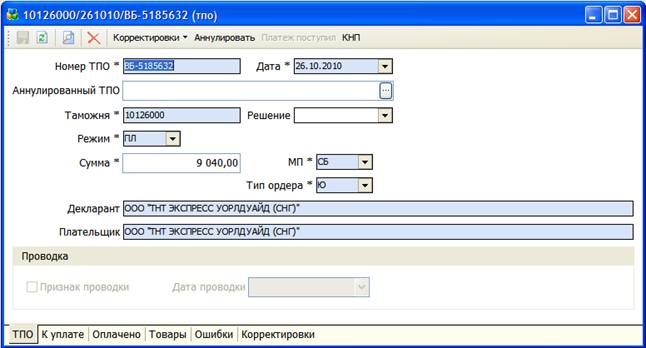 10126000/261010/ВБ-5185632 (тпо)
Корректировки Аннулировать Платеж поступил КНП
Номер ТПО * ВБ-5185632 Дата * 26.10.2010
Аннулированный ТПО ...
Таможня * 10126000 Решение
Режим * ПЛ
Сумма * 9 040,00 МП * СБ
Тип ордера * Ю
Декларант ООО "ТНТ ЭКСПРЕСС УОРЛДУАЙД (СНГ)"
Плательщик ООО "ТНТ ЭКСПРЕСС УОРЛДУАЙД (СНГ)"
Проводка
Признак проводки Дата проводки
ТПО К уплате Оплачено Товары Ошибки Корректировки